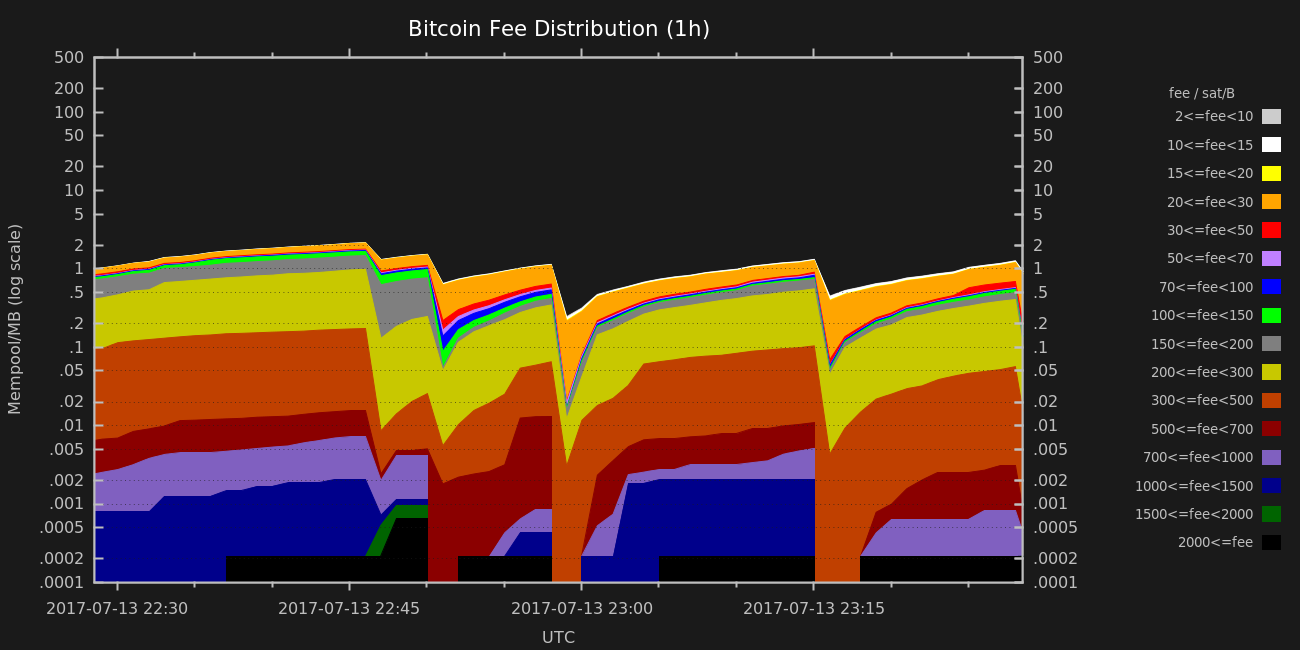 Bitcoin Fee Distribution (1h)
Mempool/MB (log scale)
500
200
100
50
20
10
5
2
1
.5
.2
.1
.05
.02
.01
.005
.002
.001
.0005
.0002
.0001
500
200
100
50
20
10
5
2
1
.5
.2
.1
.05
.02
.01
.005
.002
.001
.0005
.0002
.0001
2017-07-13 22:30
2017-07-13 22:45
2017-07-13 23:00
2017-07-13 23:15
UTC
fee / sat/B
2<=fee<10
10<=fee<15
15<=fee<20
20<=fee<30
30<=fee<50
50<=fee<70
70<=fee<100
100<=fee<150
150<=fee<200
200<=fee<300
300<=fee<500
500<=fee<700
700<=fee<1000
1000<=fee<1500
1500<=fee<2000
2000<=fee